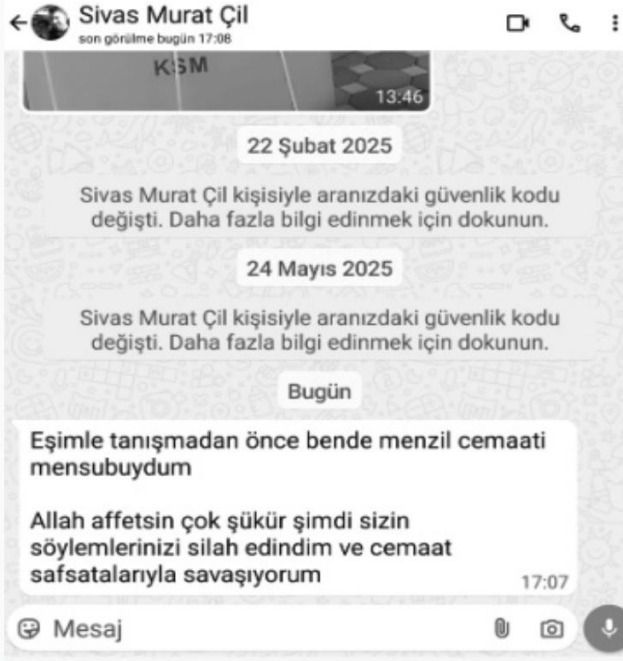 Sivas Murat Çil
son görülme bugün 17:08
KSM
13:46
22 Şubat 2025
Sivas Murat Çil kişisiyle aranızdaki güvenlik kodu
değişti. Daha fazla bilgi edinmek için dokunun.
24 Mayıs 2025
Sivas Murat Çil kişisiyle aranızdaki güvenlik kodu
değişti. Daha fazla bilgi edinmek için dokunun.
Bugün
Eşimle tanışmadan önce bende menzil cemaati
mensubuydum
Allah affetsin çok şükür şimdi sizin
söylemlerinizi silah edindim ve cemaat
safsatalarıyla savaşıyorum
17:07
Mesaj